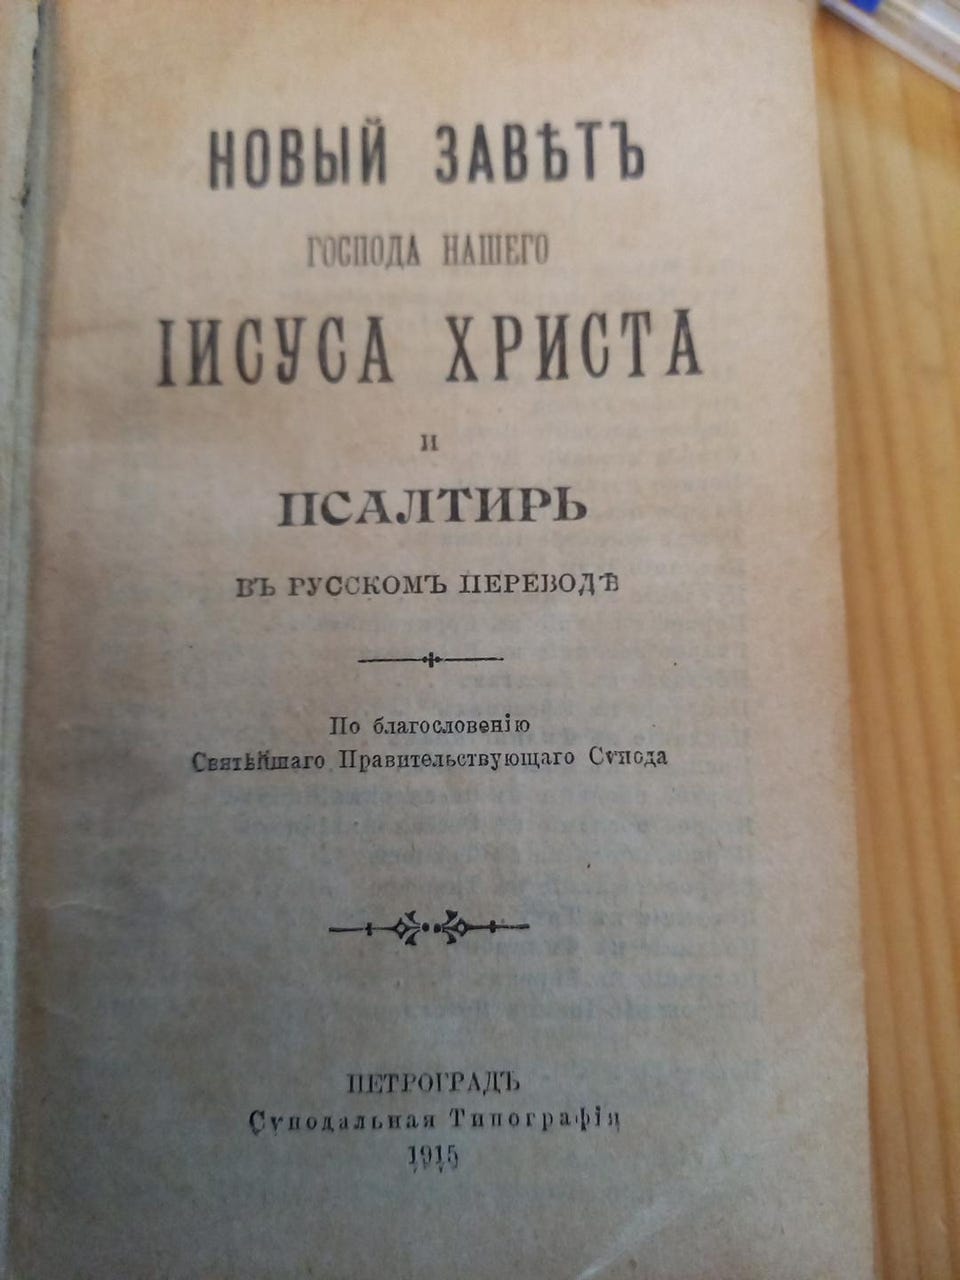 НОВЫЙ ЗАВѢТЪ
ГОСПОДА НАШЕГО
ІИСУСА ХРИСТА
И
ПСАЛТИРЬ
ВЪ РУССКОМЪ ПЕРЕВОДѢ
По благословенію
Святѣйшаго Правительствующаго Сѵнода
ПЕТРОГРАДЪ
Сѵнодальная Типографія
1915